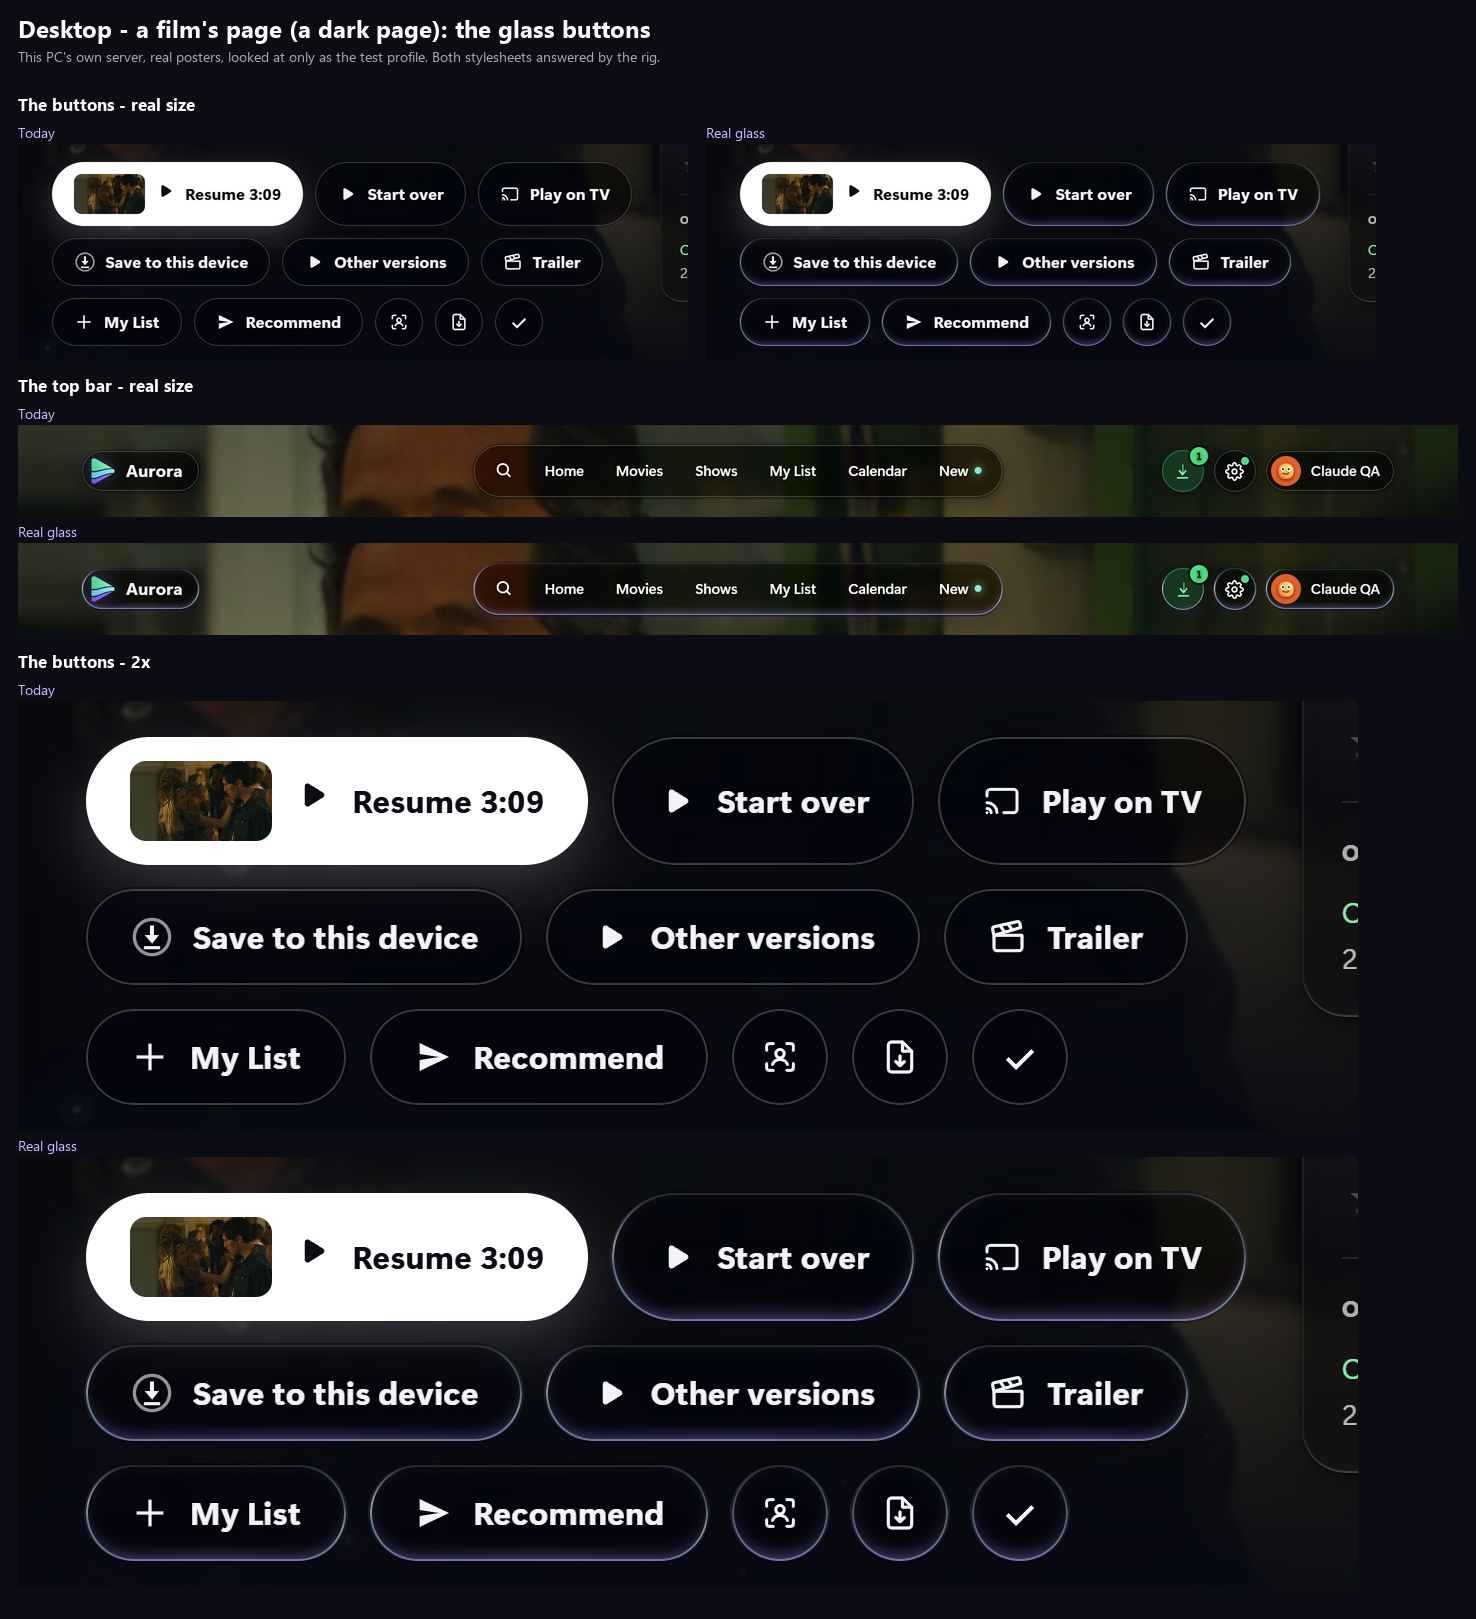 Desktop - a film's page (a dark page): the glass buttons
This PC's own server, real posters, looked at only as the test profile. Both stylesheets answered by the rig.
The buttons - real size
Today
Resume 3:09
Start over
Play on TV
Save to this device
Other versions
Trailer
My List
Recommend
Real glass
Resume 3:09
Start over
Play on TV
Save to this device
Other versions
Trailer
My List
Recommend
The top bar - real size
Today
Aurora
Home
Movies
Shows
My List
Calendar
New
1
Claude QA
Real glass
Aurora
Home
Movies
Shows
My List
Calendar
New
1
Claude QA
The buttons - 2x
Today
Resume 3:09
Start over
Play on TV
Save to this device
Other versions
Trailer
My List
Recommend
Real glass
Resume 3:09
Start over
Play on TV
Save to this device
Other versions
Trailer
My List
Recommend